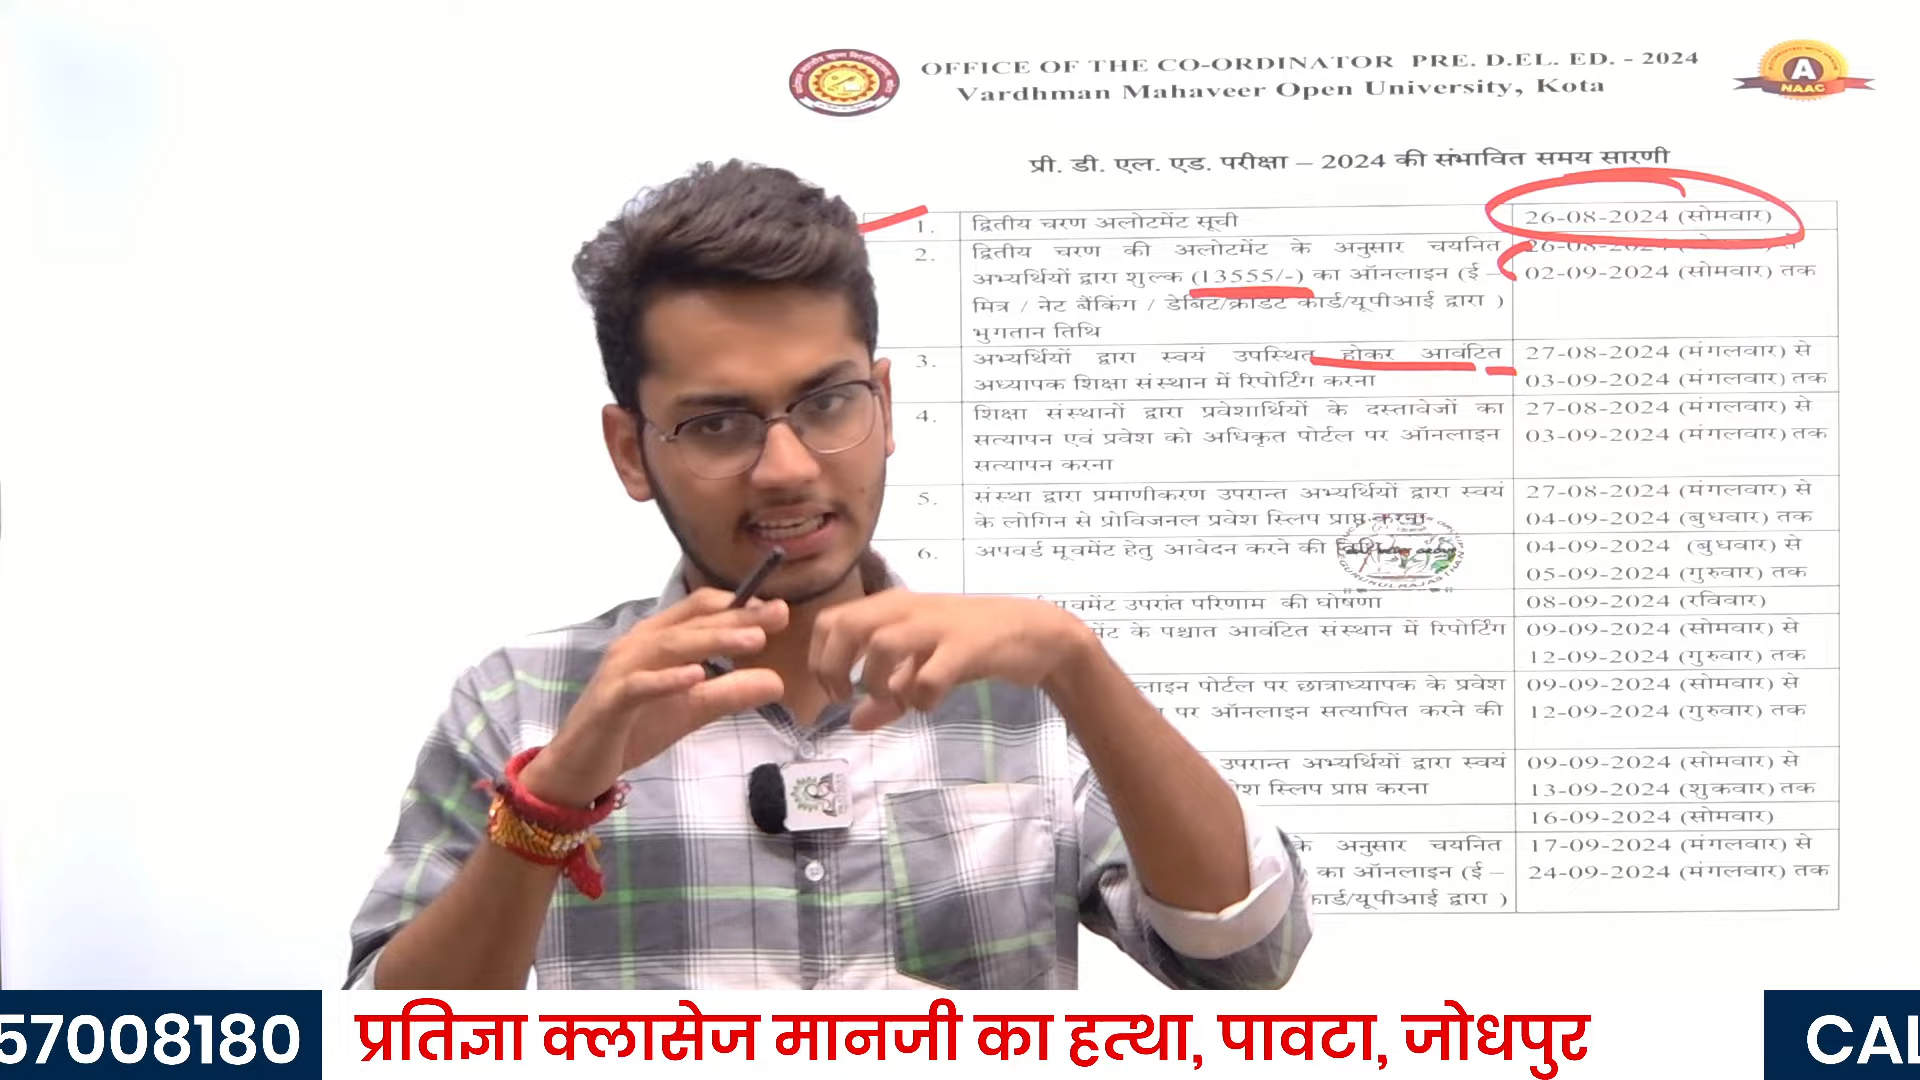 OFFICE OF THE CO-ORDINATOR PRE. D.EL. ED. - 2024
Vardhman Mahaveer Open University, Kota
A
NAAC
प्री. डी. एल. एड. परीक्षा – 2024 की संभावित समय सारणी
1. द्वितीय चरण अलोटमेंट सूची 26-08-2024 (सोमवार)
2. द्वितीय चरण की अलोटमेंट के अनुसार चयनित 26-08-2024 (सोमवार) से
अभ्यर्थियों द्वारा शुल्क (13555/-) का ऑनलाइन (ई – 02-09-2024 (सोमवार) तक
मित्र / नेट बैंकिंग / डेबिट/क्रेडिट कार्ड/यूपीआई द्वारा )
भुगतान तिथि
3. अभ्यर्थियों द्वारा स्वयं उपस्थित होकर आवंटित 27-08-2024 (मंगलवार) से
अध्यापक शिक्षा संस्थान में रिपोर्टिंग करना 03-09-2024 (मंगलवार) तक
4. शिक्षा संस्थानों द्वारा प्रवेशार्थियों के दस्तावेजों का 27-08-2024 (मंगलवार) से
सत्यापन एवं प्रवेश को अधिकृत पोर्टल पर ऑनलाइन 03-09-2024 (मंगलवार) तक
सत्यापन करना
5. संस्था द्वारा प्रमाणीकरण उपरान्त अभ्यर्थियों द्वारा स्वयं 27-08-2024 (मंगलवार) से
के लोगिन से प्रोविजनल प्रवेश स्लिप प्राप्त करना 04-09-2024 (बुधवार) तक
6. अपवर्ड मूवमेंट हेतु आवेदन करने की 04-09-2024 (बुधवार) से
05-09-2024 (गुरुवार) तक
मूवमेंट उपरांत परिणाम की घोषणा 08-09-2024 (रविवार)
के पश्चात आवंटित संस्थान में रिपोर्टिंग 09-09-2024 (सोमवार) से
12-09-2024 (गुरुवार) तक
पोर्टल पर छात्राध्यापक के प्रवेश 09-09-2024 (सोमवार) से
पर ऑनलाइन सत्यापित करने की 12-09-2024 (गुरुवार) तक
उपरान्त अभ्यर्थियों द्वारा स्वयं 09-09-2024 (सोमवार) से
स्लिप प्राप्त करना 13-09-2024 (शुकवार) तक
16-09-2024 (सोमवार)
के अनुसार चयनित 17-09-2024 (मंगलवार) से
का ऑनलाइन (ई – 24-09-2024 (मंगलवार) तक
कार्ड/यूपीआई द्वारा )
57008180 प्रतिज्ञा क्लासेज मानजी का हत्था, पावटा, जोधपुर CAL